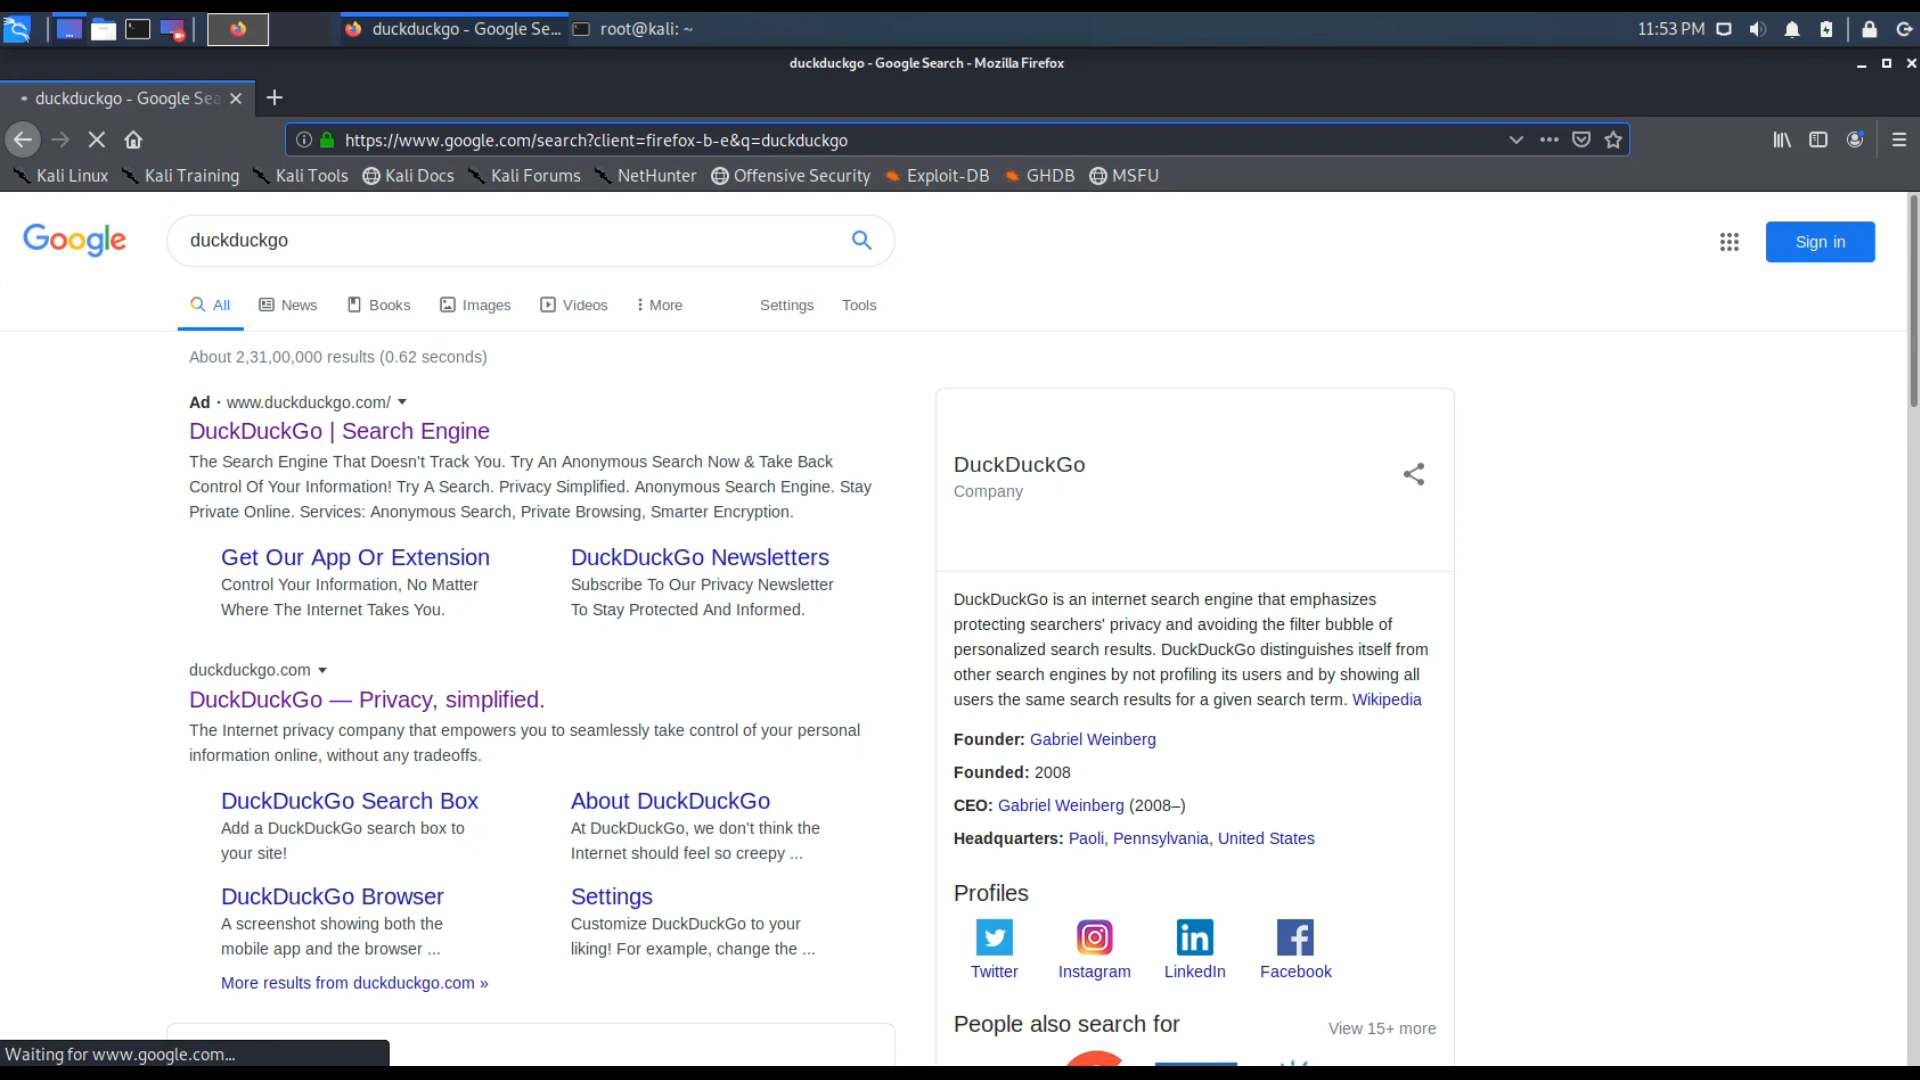 duckduckgo - Google Se...
root@kali: ~
11:53 PM
duckduckgo - Google Search - Mozilla Firefox
duckduckgo - Google Sea
https://www.google.com/search?client=firefox-b-e&q=duckduckgo
Kali Linux
Kali Training
Kali Tools
Kali Docs
Kali Forums
NetHunter
Offensive Security
Exploit-DB
GHDB
MSFU
Google
duckduckgo
Sign in
All
News
Books
Images
Videos
More
Settings
Tools
About 2,31,00,000 results (0.62 seconds)
Ad · www.duckduckgo.com/
DuckDuckGo | Search Engine
The Search Engine That Doesn't Track You. Try An Anonymous Search Now & Take Back
Control Of Your Information! Try A Search. Privacy Simplified. Anonymous Search Engine. Stay
Private Online. Services: Anonymous Search, Private Browsing, Smarter Encryption.
Get Our App Or Extension
Control Your Information, No Matter
Where The Internet Takes You.
DuckDuckGo Newsletters
Subscribe To Our Privacy Newsletter
To Stay Protected And Informed.
duckduckgo.com
DuckDuckGo — Privacy, simplified.
The Internet privacy company that empowers you to seamlessly take control of your personal
information online, without any tradeoffs.
DuckDuckGo Search Box
Add a DuckDuckGo search box to
your site!
About DuckDuckGo
At DuckDuckGo, we don't think the
Internet should feel so creepy ...
DuckDuckGo Browser
A screenshot showing both the
mobile app and the browser ...
Settings
Customize DuckDuckGo to your
liking! For example, change the ...
More results from duckduckgo.com »
DuckDuckGo
Company
DuckDuckGo is an internet search engine that emphasizes
protecting searchers' privacy and avoiding the filter bubble of
personalized search results. DuckDuckGo distinguishes itself from
other search engines by not profiling its users and by showing all
users the same search results for a given search term. Wikipedia
Founder: Gabriel Weinberg
Founded: 2008
CEO: Gabriel Weinberg (2008–)
Headquarters: Paoli, Pennsylvania, United States
Profiles
Twitter
Instagram
LinkedIn
Facebook
People also search for
View 15+ more
Waiting for www.google.com...